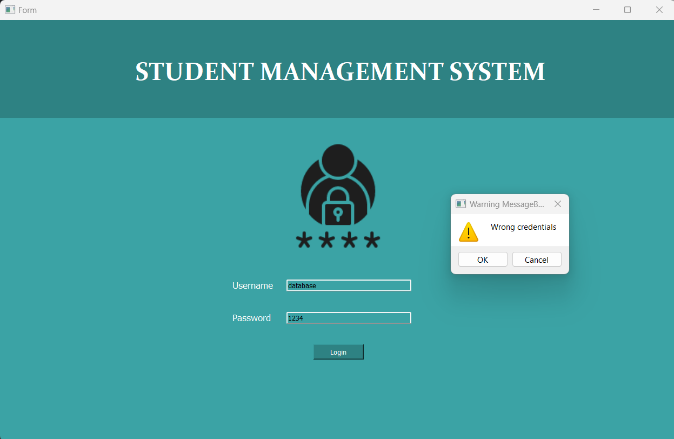 Form
STUDENT MANAGEMENT SYSTEM
Warning MessageB...
Wrong credentials
OK Cancel
Username database
Password 1234
Login